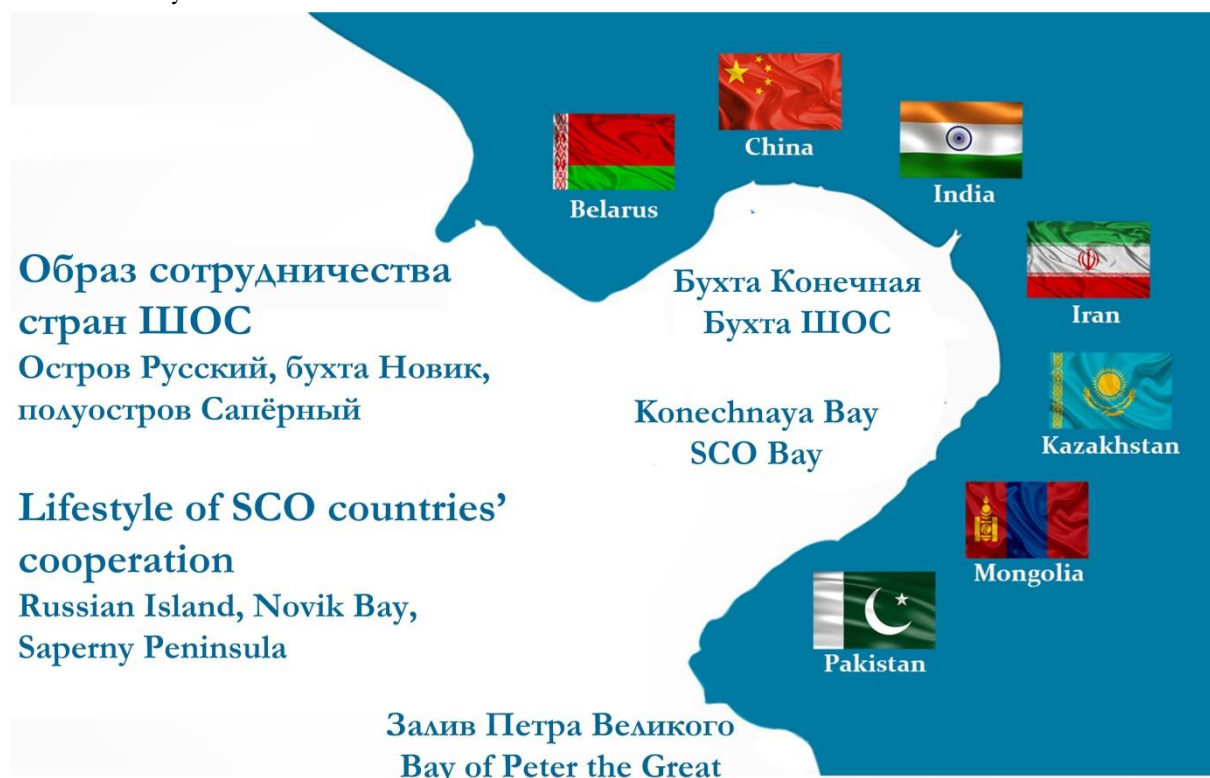 China
India
Belarus
Образ сотрудничества
стран ШОС
Остров Русский, бухта Новик,
полуостров Сапёрный
Бухта Конечная
Бухта ШОС
Iran
Konechnaya Bay
SCO Bay
Kazakhstan
Lifestyle of SCO countries’
cooperation
Russian Island, Novik Bay,
Saperny Peninsula
Mongolia
Pakistan
Залив Петра Великого
Bay of Peter the Great